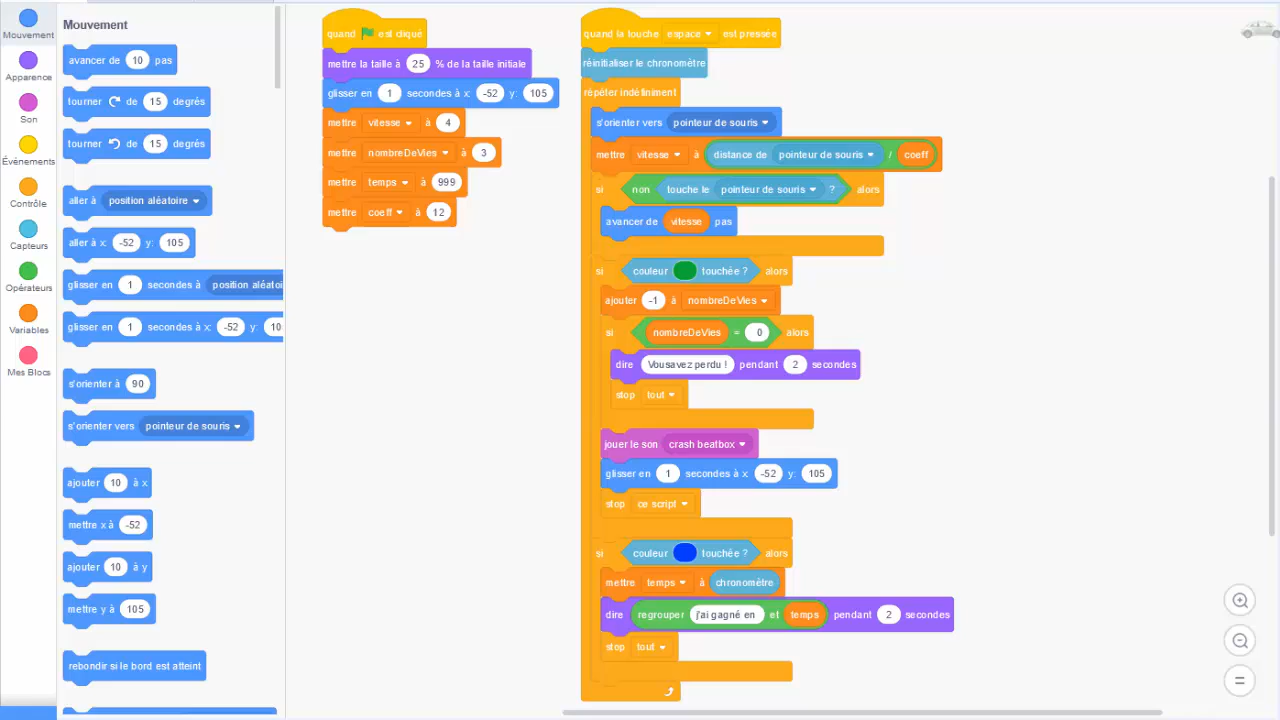 Mouvement
Apparence
Son
Événements
Contrôle
Capteurs
Opérateurs
Variables
Mes Blocs
Mouvement
avancer de 10 pas
tourner de 15 degrés
tourner de 15 degrés
aller à position aléatoire
aller à x: -52 y: 105
glisser en 1 secondes à position aléatoi
glisser en 1 secondes à x: -52 y: 10
s'orienter à 90
s'orienter vers pointeur de souris
ajouter 10 à x
mettre x à -52
ajouter 10 à y
mettre y à 105
rebondir si le bord est atteint
quand est cliqué
mettre la taille à 25 % de la taille initiale
glisser en 1 secondes à x: -52 y: 105
mettre vitesse à 4
mettre nombreDeVies à 3
mettre temps à 999
mettre coeff à 12
quand la touche espace est pressée
réinitialiser le chronomètre
répéter indéfiniment
s'orienter vers pointeur de souris
mettre vitesse à distance de pointeur de souris / coeff
si non touche le pointeur de souris ? alors
avancer de vitesse pas
si couleur touchée ? alors
ajouter -1 à nombreDeVies
si nombreDeVies = 0 alors
dire Vousavez perdu ! pendant 2 secondes
stop tout
jouer le son crash beatbox
glisser en 1 secondes à x: -52 y: 105
stop ce script
si couleur touchée ? alors
mettre temps à chronomètre
dire regrouper j'ai gagné en et temps pendant 2 secondes
stop tout